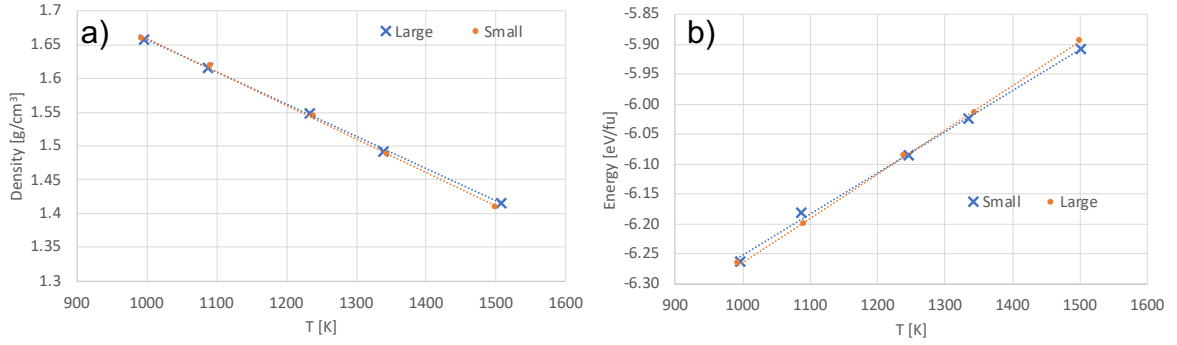 a)
Large
Small
Density [g/cm³]
1.7
1.65
1.6
1.55
1.5
1.45
1.4
1.35
1.3
900 1000 1100 1200 1300 1400 1500 1600
T [K]
b)
Small
Large
Energy [eV/fu]
-5.85
-5.90
-5.95
-6.00
-6.05
-6.10
-6.15
-6.20
-6.25
-6.30
900 1000 1100 1200 1300 1400 1500 1600
T [K]